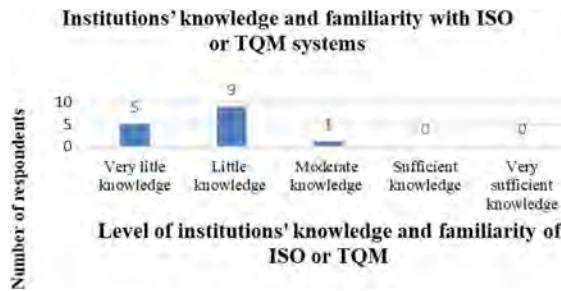 Institutions' knowledge and familiarity with ISO
or TQM systems
Number of respondents
10
5
0
5
9
1
0
0
Very litle
knowledge
Little
knowledge
Moderate
knowledge
Sufficient
knowledge
Very
sufficient
knowledge
Level of institutions' knowledge and familiarity of
ISO or TQM